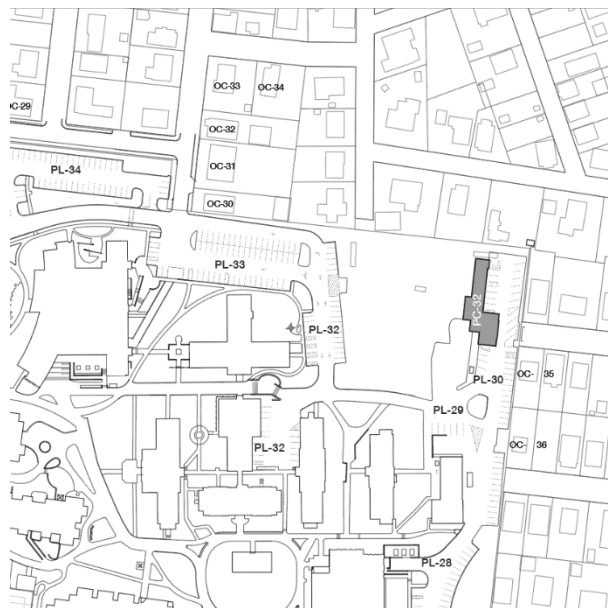 OC-33
OC-34
OC-29
OC-32
OC-31
PL-34
OC-30
PL-33
PC-32
PL-32
OC- 35
PL-30
PL-29
OC- 36
PL-32
PL-28